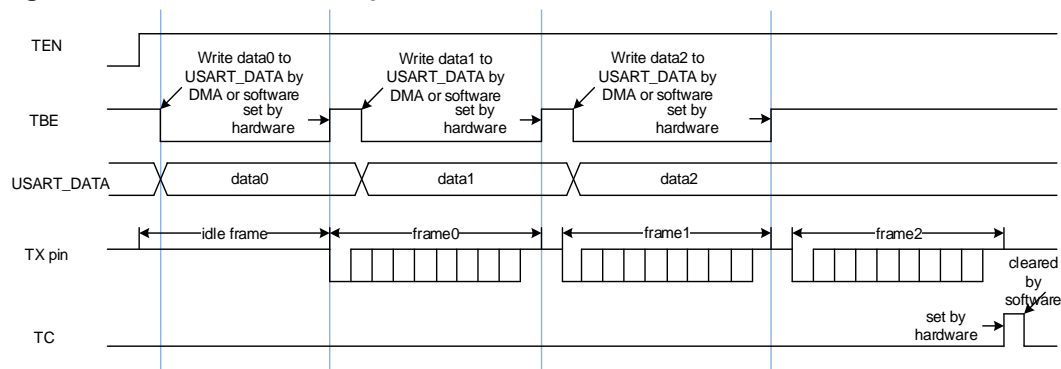 TEN
Write data0 to
USART_DATA by
DMA or software
Write data1 to
USART_DATA by
DMA or software
Write data2 to
USART_DATA by
DMA or software
TBE
set by
hardware
set by
hardware
set by
hardware
USART_DATA
data0
data1
data2
TX pin
idle frame
frame0
frame1
frame2
cleared
by
software
TC
set by
hardware